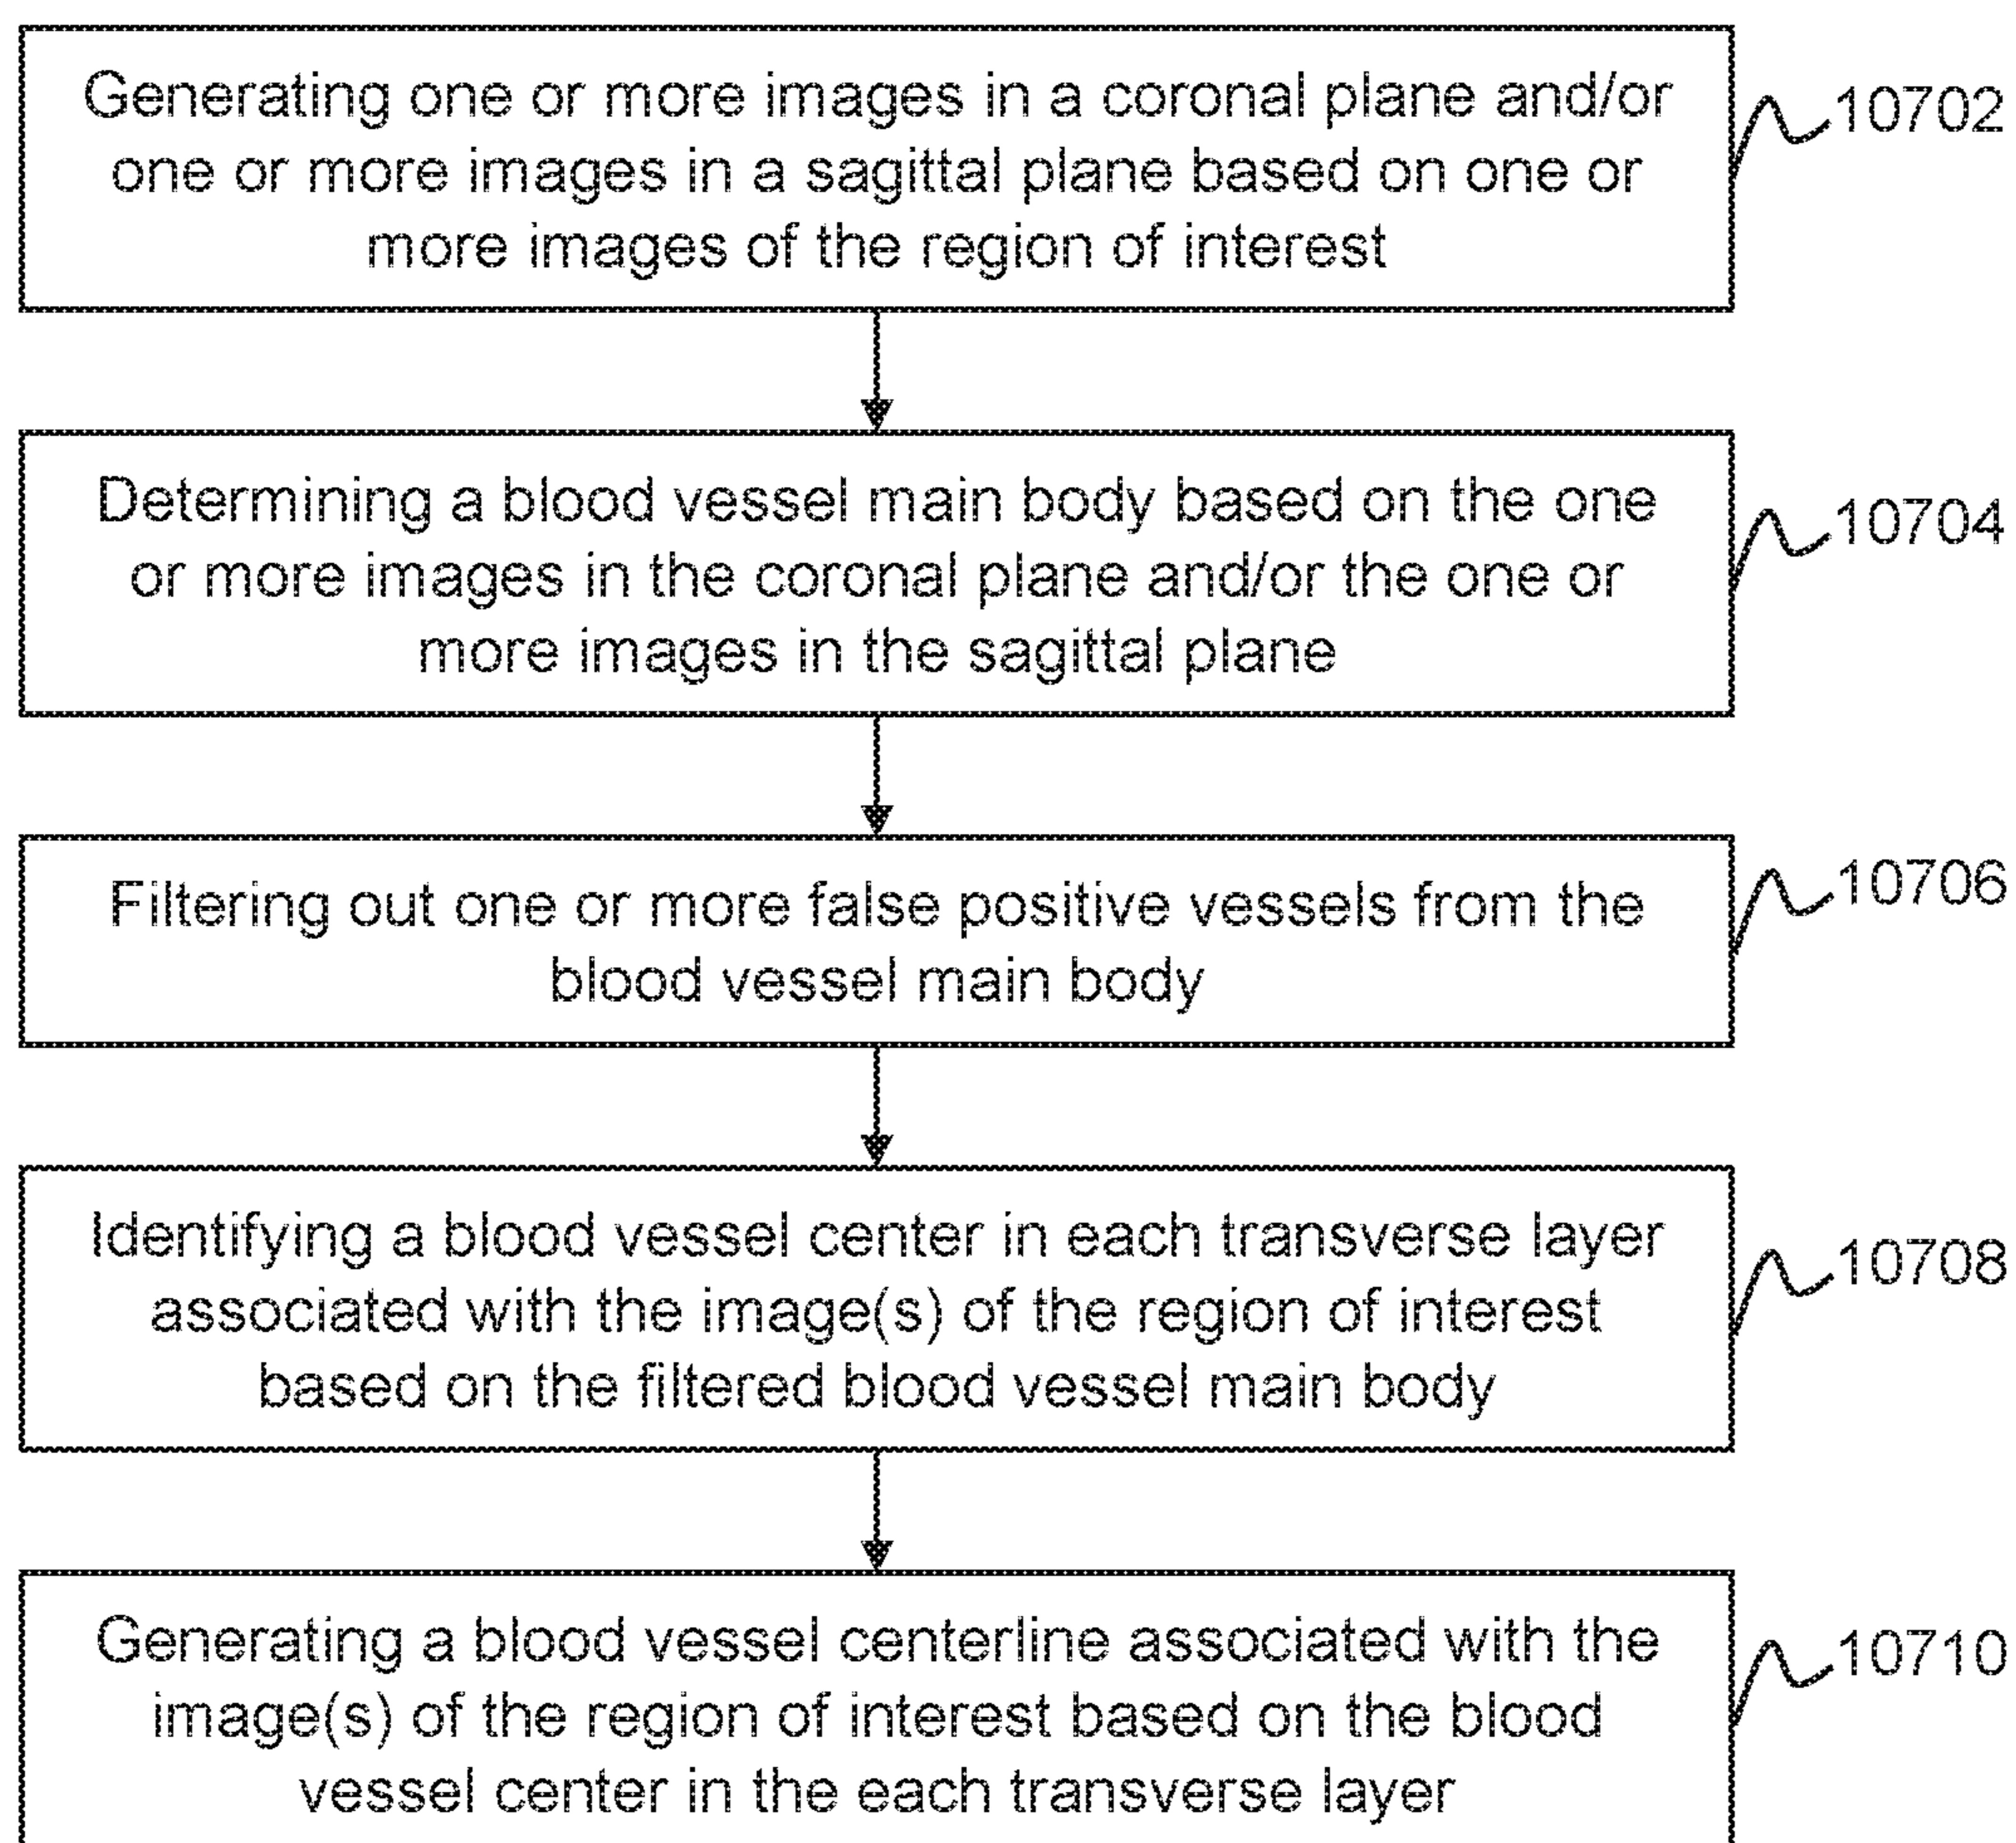 Generating one or more images in a coronal plane and/or
one or more images in a sagittal plane based on one or
more images of the region of interest
10702
Determining a blood vessel main body based on the one
or more images in the coronal plane and/or the one or
more images in the sagittal plane
10704
Filtering out one or more false positive vessels from the
blood vessel main body
10706
Identifying a blood vessel center in each transverse layer
associated with the image(s) of the region of interest
based on the filtered blood vessel main body
10708
Generating a blood vessel centerline associated with the
image(s) of the region of interest based on the blood
vessel center in the each transverse layer
10710